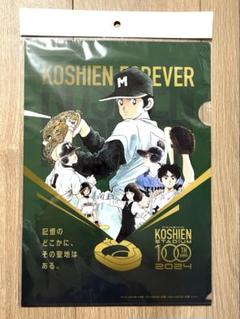 KOSHIEN FOREVER
M
記憶の
どこかに、
その聖地は
ある。
KOSHIEN
STADIUM
100TH
2024